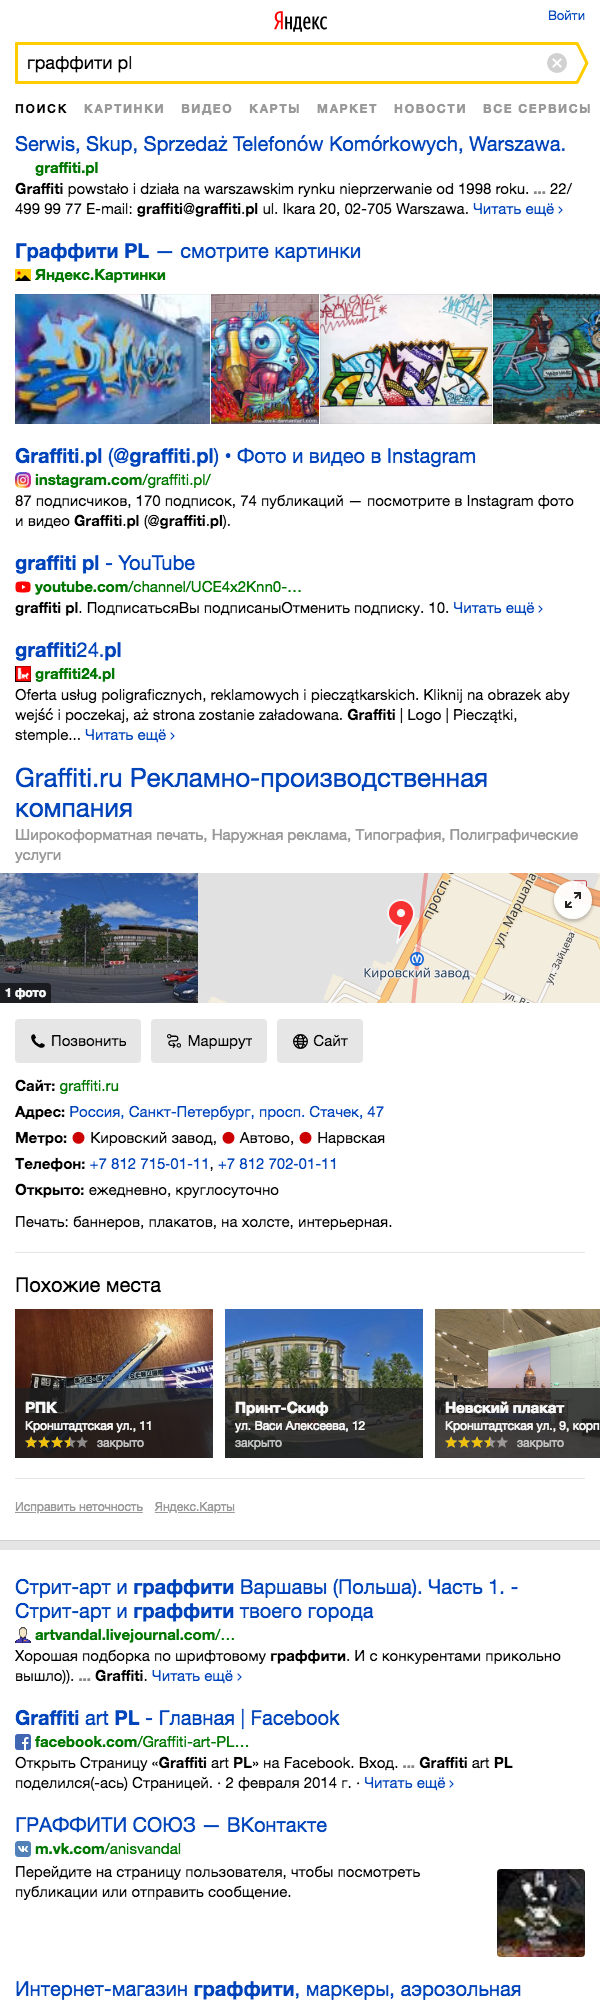 Яндекс
Войти
граффити pl
ПОИСК КАРТИНКИ ВИДЕО КАРТЫ МАРКЕТ НОВОСТИ ВСЕ СЕРВИСЫ
Serwis, Skup, Sprzedaż Telefonów Komórkowych, Warszawa.
graffiti.pl
Graffiti powstało i działa na warszawskim rynku nieprzerwanie od 1998 roku. ... 22/
499 99 77 E-mail: graffiti@graffiti.pl ul. Ikara 20, 02-705 Warszawa. Читать ещё ›
Граффити PL — смотрите картинки
Яндекс.Картинки
Graffiti.pl (@graffiti.pl) • Фото и видео в Instagram
instagram.com/graffiti.pl/
87 подписчиков, 170 подписок, 74 публикаций — посмотрите в Instagram фото
и видео Graffiti.pl (@graffiti.pl).
graffiti pl - YouTube
youtube.com/channel/UCE4x2Knn0-...
graffiti pl. ПодписатьсяВы подписаныОтменить подписку. 10. Читать ещё ›
graffiti24.pl
graffiti24.pl
Oferta usług poligraficznych, reklamowych i pieczątkarskich. Kliknij na obrazek aby
wejść i poczekaj, aż strona zostanie załadowana. Graffiti | Logo | Pieczątki,
stemple... Читать ещё ›
Graffiti.ru Рекламно-производственная
компания
Широкоформатная печать, Наружная реклама, Типография, Полиграфические
услуги
1 фото
просп.
ул. Маршала
ул. Зайцева
Кировский завод
ул. В
Позвонить Маршрут Сайт
Сайт: graffiti.ru
Адрес: Россия, Санкт-Петербург, просп. Стачек, 47
Метро: Кировский завод, Автово, Нарвская
Телефон: +7 812 715-01-11, +7 812 702-01-11
Открыто: ежедневно, круглосуточно
Печать: баннеров, плакатов, на холсте, интерьерная.
Похожие места
РПК
Кронштадтская ул., 11
закрыто
Принт-Скиф
ул. Васи Алексеева, 12
закрыто
Невский плакат
Кронштадтская ул., 9, корп
закрыто
Исправить неточность Яндекс.Карты
Стрит-арт и граффити Варшавы (Польша). Часть 1. -
Стрит-арт и граффити твоего города
artvandal.livejournal.com/...
Хорошая подборка по шрифтовому граффити. И с конкурентами прикольно
вышло)). ... Graffiti. Читать ещё ›
Graffiti art PL - Главная | Facebook
facebook.com/Graffiti-art-PL...
Открыть Страницу «Graffiti art PL» на Facebook. Вход. ... Graffiti art PL
поделился(-ась) Страницей. · 2 февраля 2014 г. · Читать ещё ›
ГРАФФИТИ СОЮЗ — ВКонтакте
m.vk.com/anisvandal
Перейдите на страницу пользователя, чтобы посмотреть
публикации или отправить сообщение.
Интернет-магазин граффити, маркеры, аэрозольная